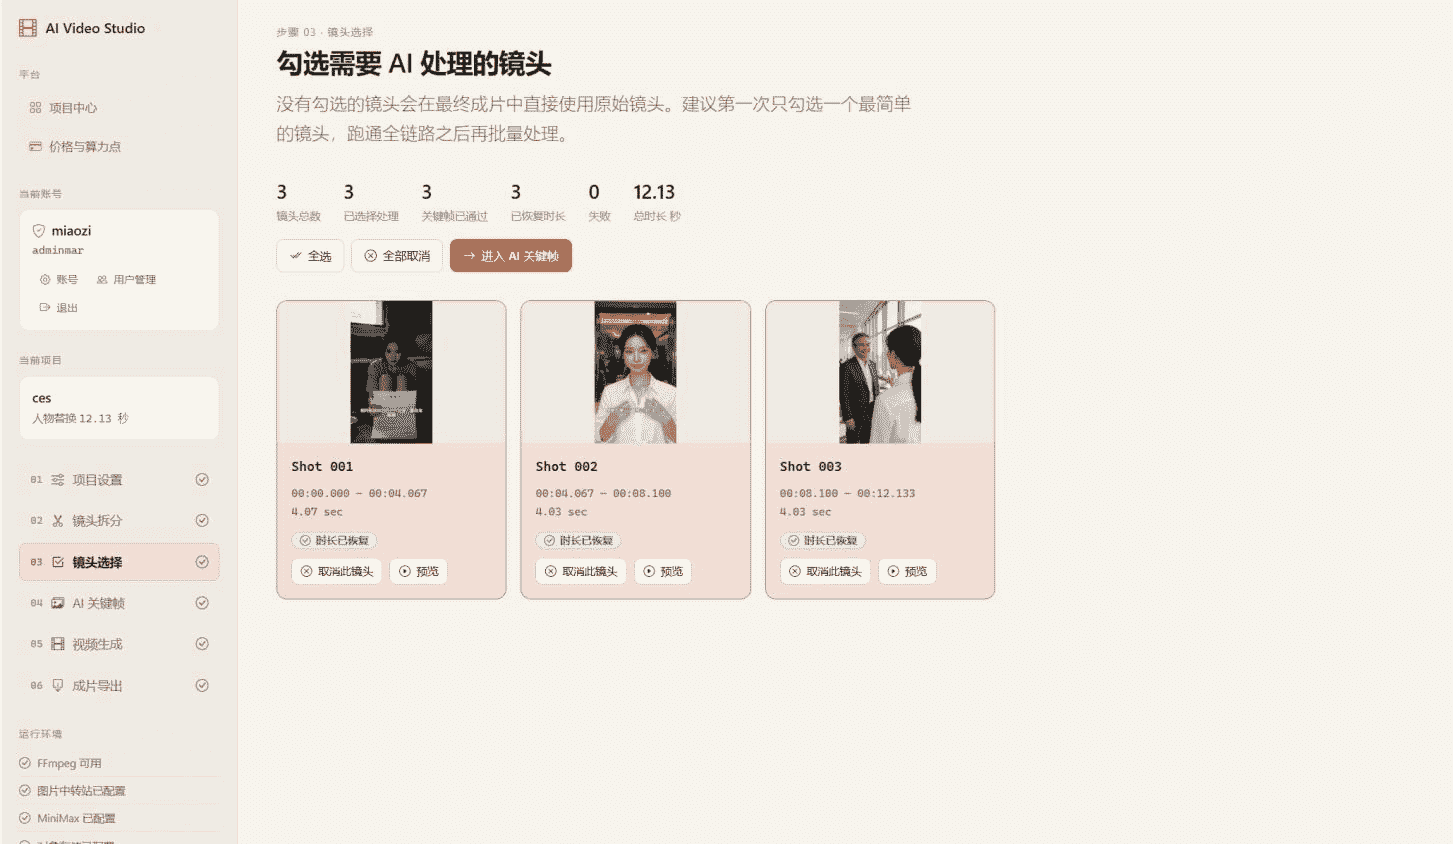 AI Video Studio
平台
项目中心
价格与算力点
当前账号
miaozi
adminmar
账号
用户管理
退出
当前项目
ces
人物替换 12.13 秒
01 项目设置
02 镜头拆分
03 镜头选择
04 AI 关键帧
05 视频生成
06 成片导出
运行环境
FFmpeg 可用
图片中转站已配置
MiniMax 已配置
步骤 03 · 镜头选择
勾选需要 AI 处理的镜头
没有勾选的镜头会在最终成片中直接使用原始镜头。建议第一次只勾选一个最简单
的镜头，跑通全链路之后再批量处理。
3 3 3 3 0 12.13
镜头总数 已选择处理 关键帧已通过 已恢复时长 失败 总时长 秒
全选 全部取消 → 进入 AI 关键帧
Shot 001
00:00.000 – 00:04.067
4.07 sec
时长已恢复
取消此镜头 预览
Shot 002
00:04.067 – 00:08.100
4.03 sec
时长已恢复
取消此镜头 预览
Shot 003
00:08.100 – 00:12.133
4.03 sec
时长已恢复
取消此镜头 预览